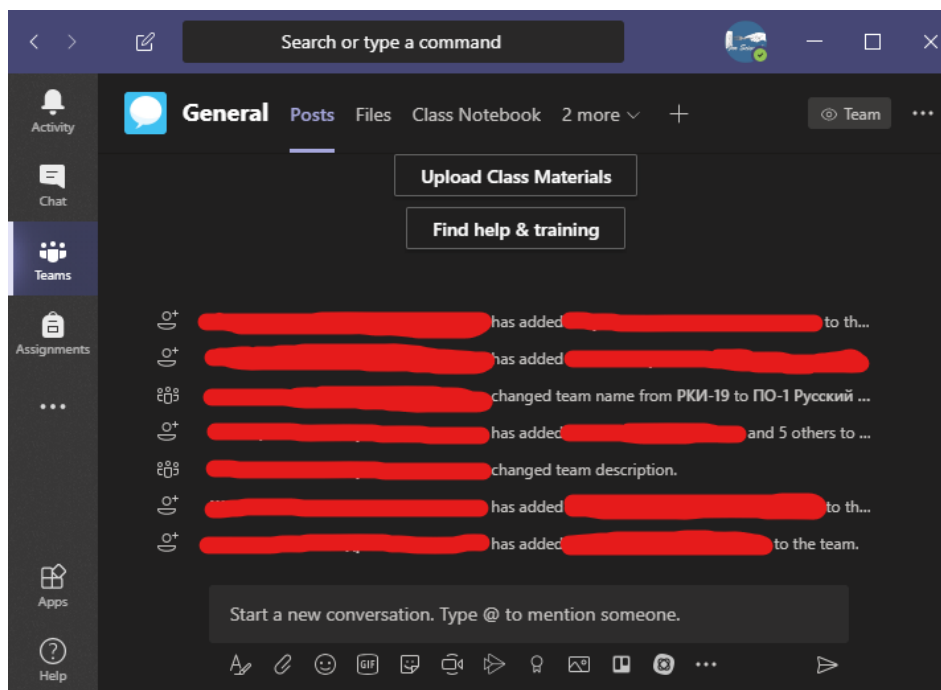 Search or type a command
Activity
General Posts Files Class Notebook 2 more Team
Chat
Upload Class Materials
Find help & training
Teams
Assignments
has added to th...
has added
changed team name from РКИ-19 to ПО-1 Русский ...
has added and 5 others to ...
changed team description.
has added to th...
has added to the team.
Apps
Start a new conversation. Type @ to mention someone.
GIF
Help